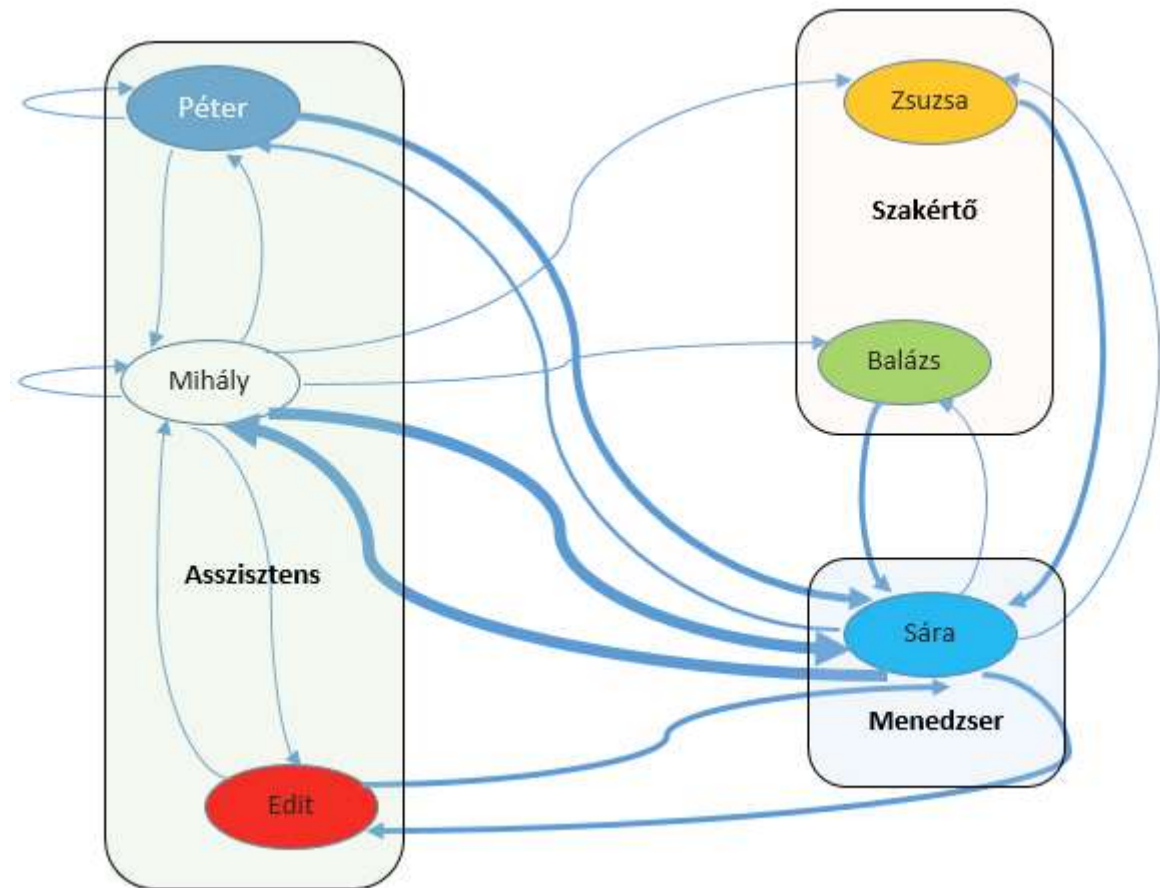 Péter
Zsuzsa
Szakértő
Mihály
Balázs
Asszisztens
Sára
Menedzser
Edit